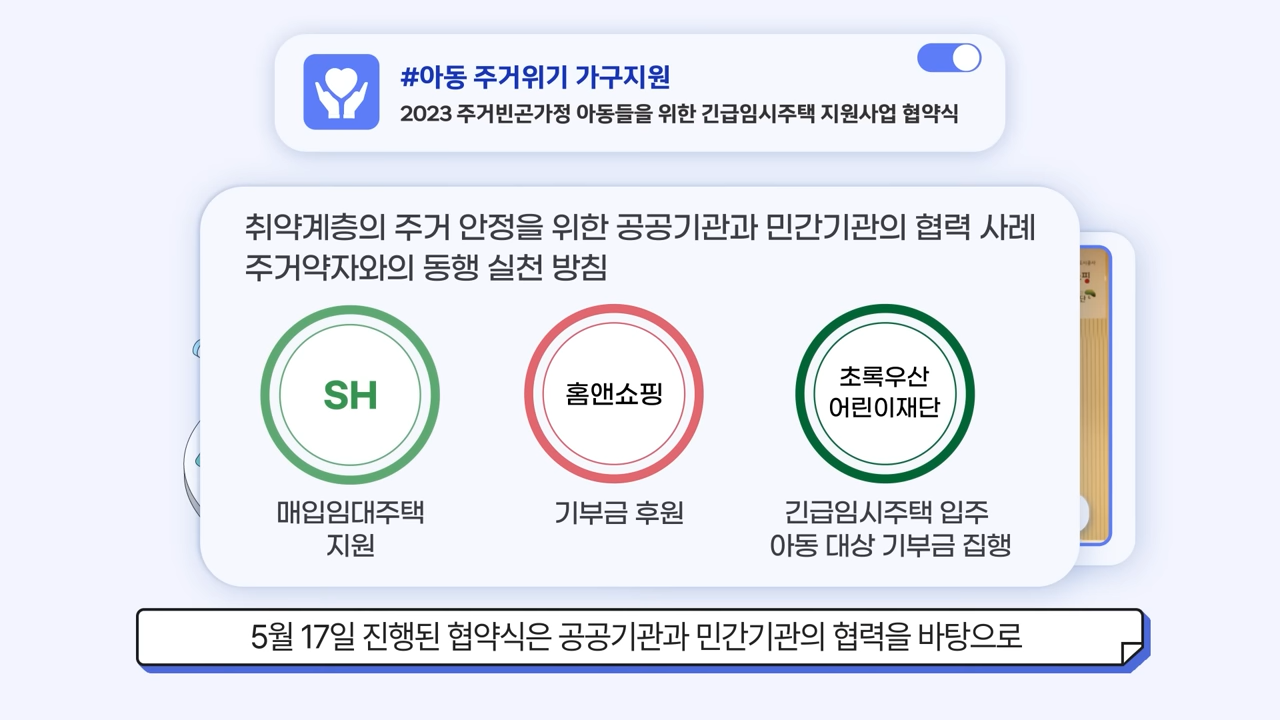 #아동 주거위기 가구지원
2023 주거빈곤가정 아동들을 위한 긴급임시주택 지원사업 협약식
취약계층의 주거 안정을 위한 공공기관과 민간기관의 협력 사례
주거약자와의 동행 실천 방침
SH
홈앤쇼핑
초록우산
어린이재단
매입임대주택
지원
기부금 후원
긴급임시주택 입주
아동 대상 기부금 집행
5월 17일 진행된 협약식은 공공기관과 민간기관의 협력을 바탕으로